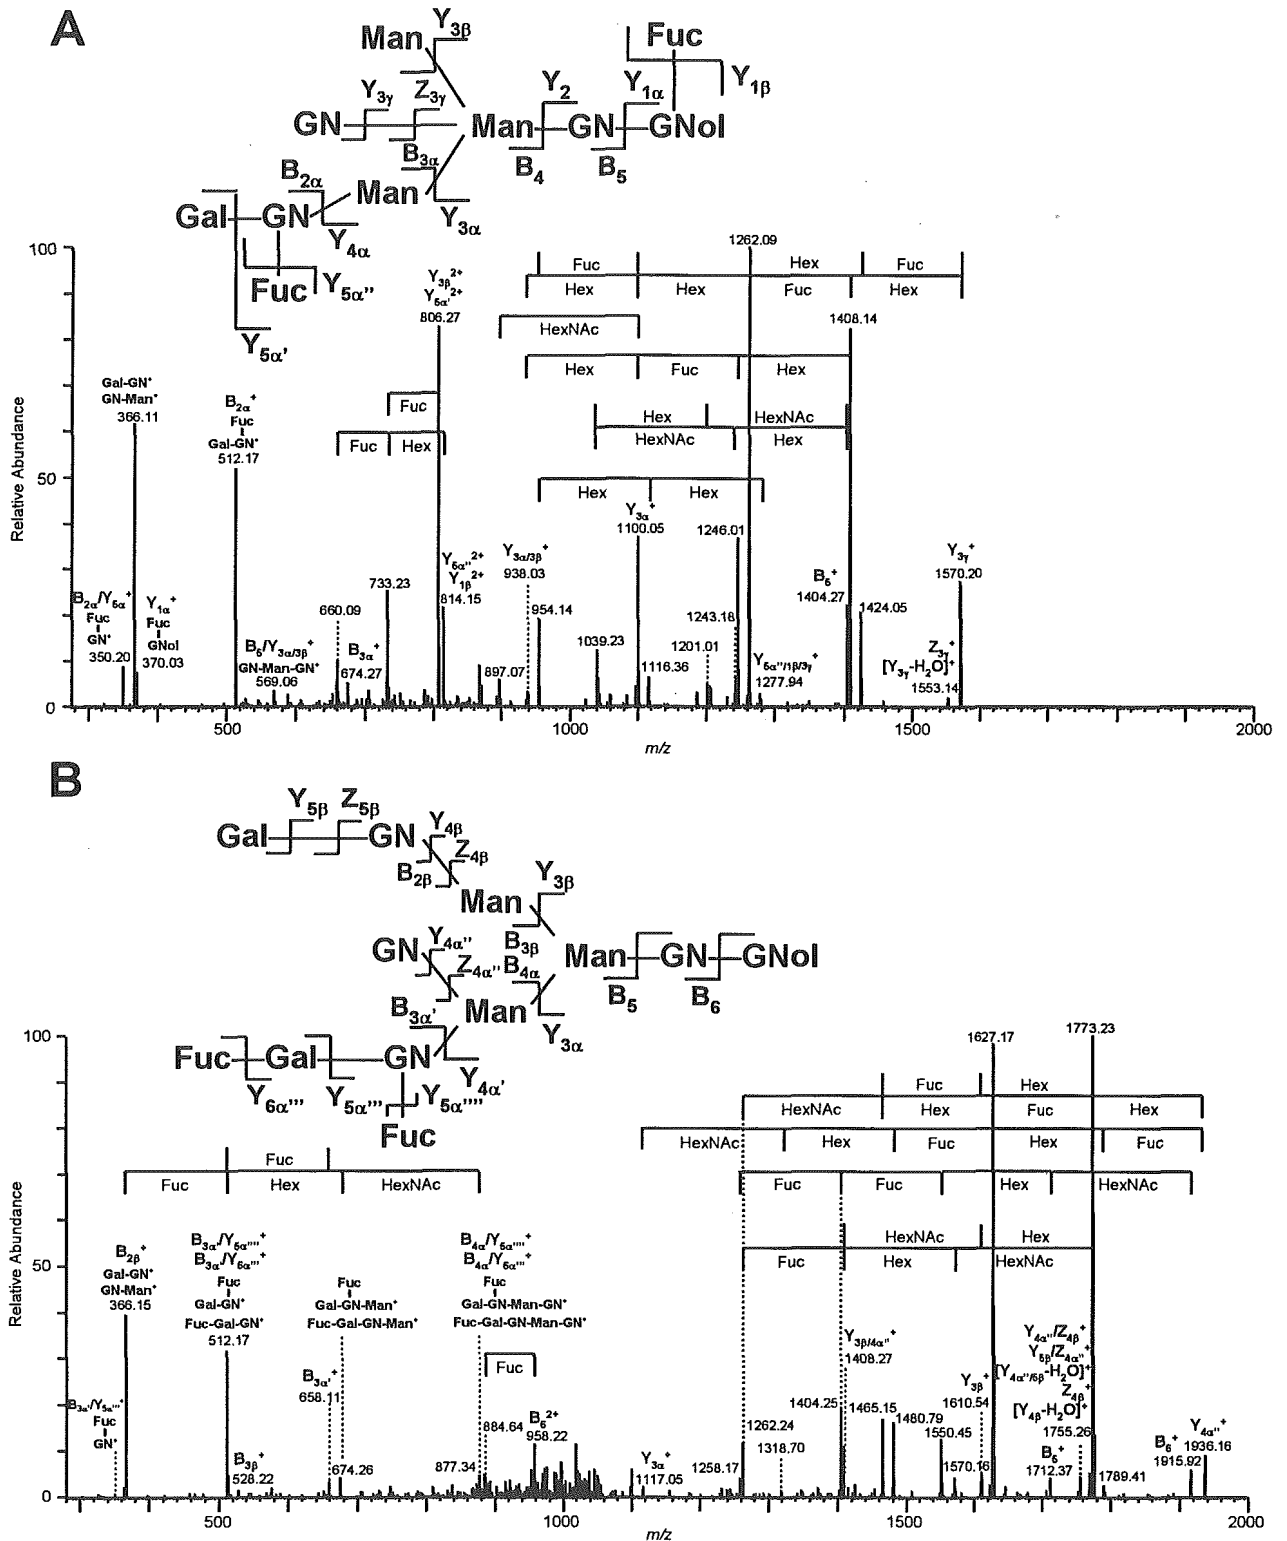 A
Man
Y3β
Fuc
Y1β
GN
Y3γ
Z3γ
Man
Y2
GN
Y1α
GNol
B3α
B4
B5
B2α
Man
Gal
GN
Y4α
Y3α
Fuc
Y5α''
Y5α'
Relative Abundance
100
50
0
500
1000
1500
2000
m/z
1262.09
Fuc
Hex
Fuc
Hex
Hex
Fuc
Hex
HexNAc
1408.14
Hex
Fuc
Hex
Hex
HexNAc
HexNAc
Hex
Hex
Hex
Fuc
Fuc
Hex
Y3β2+
Y5α'2+
806.27
Gal-GN+
GN-Man+
366.11
B2α+
Fuc
Gal-GN+
512.17
B2α/Y5α+
Fuc
GN+
350.20
Y1α+
Fuc
GNol
370.03
B5/Y3α/3β+
GN-Man-GN+
569.06
660.09
B3α+
674.27
733.23
Y5α''2+
Y1β2+
814.15
897.07
Y3α/3β+
938.03
954.14
1039.23
Y3α+
1100.05
1116.36
1201.01
1243.18
1246.01
Y5α''/1β/3γ+
1277.94
B5+
1404.27
1424.05
Z3γ+
[Y3γ-H2O]+
1553.14
Y3γ+
1570.20
B
Y5β
Z5β
Gal
GN
Y4β
Z4β
B2β
Man
Y3β
GN
Y4α''
Z4α''
B3β
B4α
Man
GN
GNol
B5
B6
B3α'
Man
Y3α
Fuc
Gal
GN
Y4α'
Y6α'''
Y5α'''
Y5α''''
Fuc
Relative Abundance
100
50
0
500
1000
1500
2000
m/z
1627.17
1773.23
Fuc
Hex
HexNAc
Hex
Fuc
Hex
HexNAc
Hex
Fuc
Hex
Fuc
Fuc
Fuc
Hex
HexNAc
HexNAc
Hex
Fuc
Hex
HexNAc
Fuc
Fuc
Hex
HexNAc
Fuc
B2β+
Gal-GN+
GN-Man+
366.15
B3α'/Y5α''''+
B3α'/Y5α'''+
Fuc
Gal-GN+
Fuc-Gal-GN+
512.17
Fuc
Gal-GN-Man+
Fuc-Gal-GN-Man+
B4α/Y5α''''+
B4α/Y5α'''+
Fuc
Gal-GN-Man-GN+
Fuc-Gal-GN-Man-GN+
B3α'/Y5α'''+
Fuc
GN+
B3β+
528.22
B3α'+
658.11
674.26
877.34
884.64
B62+
958.22
Y3α+
1117.05
1258.17
1262.24
1318.70
1404.25
Y3β/4α''+
1408.27
1465.15
1480.79
1550.45
1570.16
Y3β+
1610.54
Y4α''/Z4β+
Y5β/Z4α''+
[Y4α''/5β-H2O]+
Z4β+
[Y4β-H2O]+
1755.26
B5+
1712.37
1789.41
B6+
1915.92
Y4α''+
1936.16